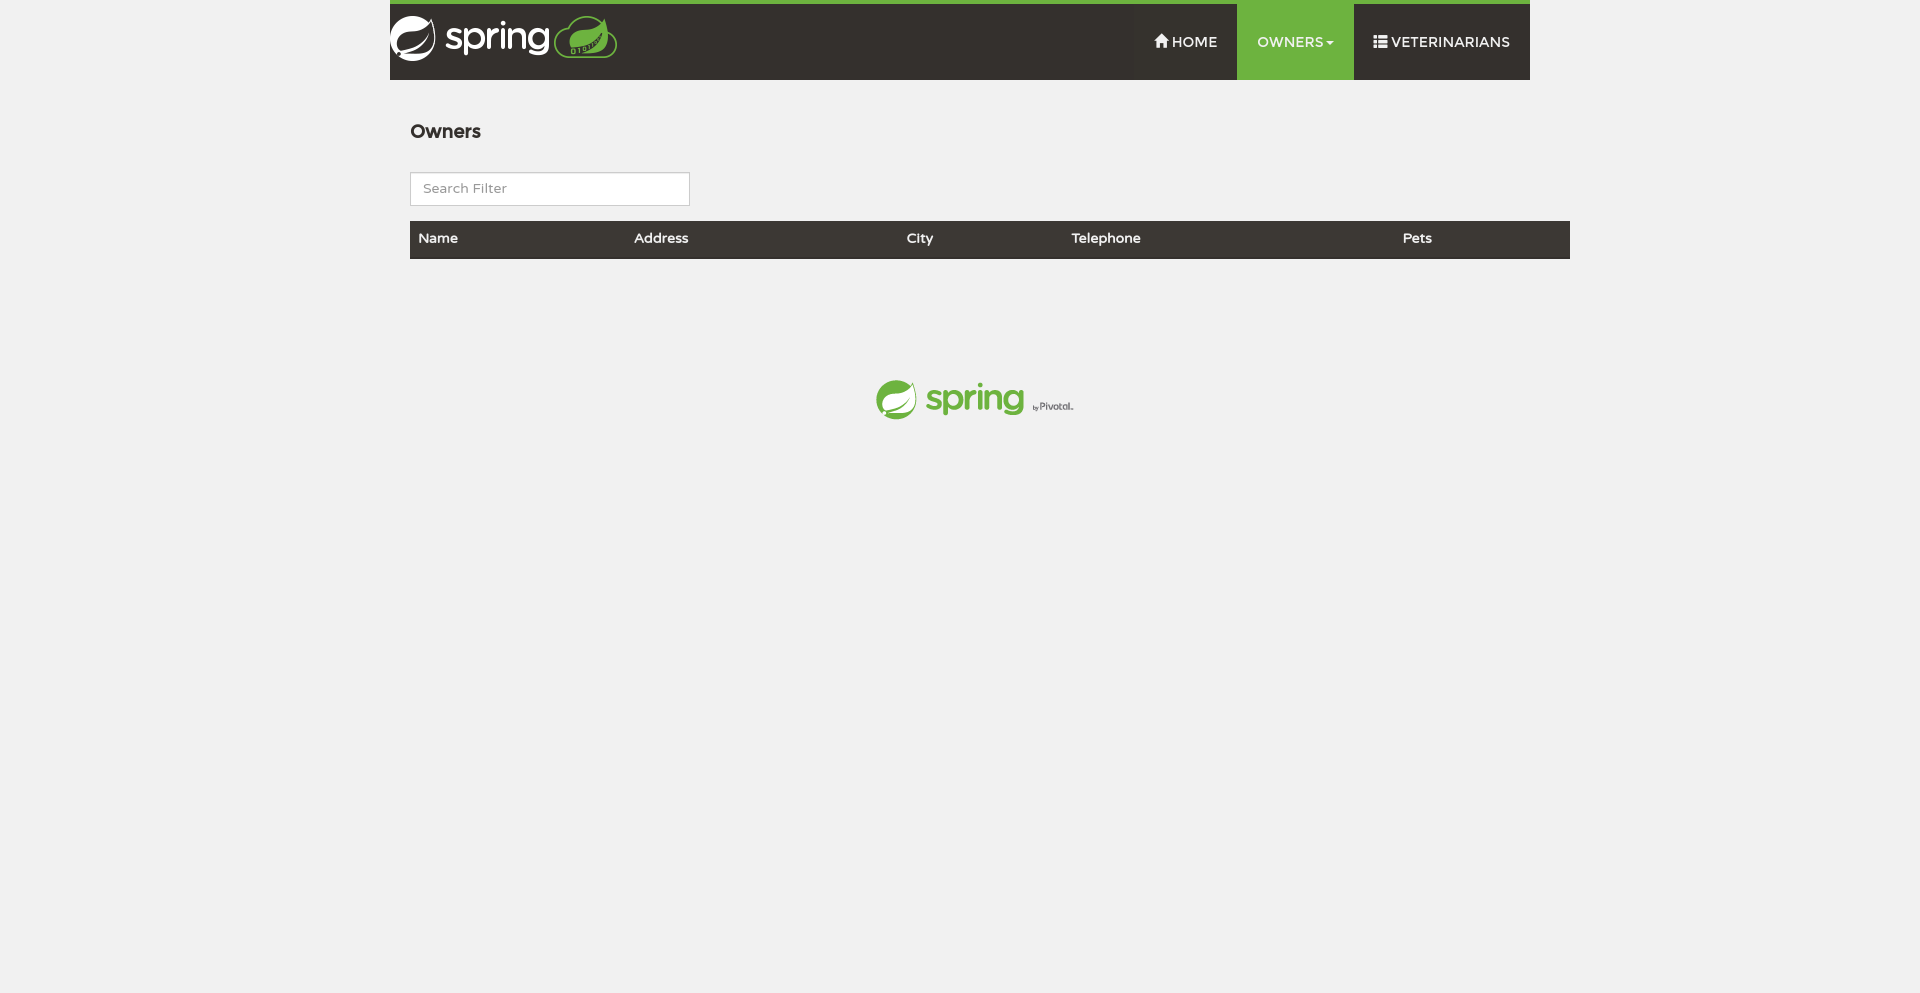 spring
HOME
OWNERS
VETERINARIANS
Owners
Search Filter
Name Address City Telephone Pets
spring by Pivotal